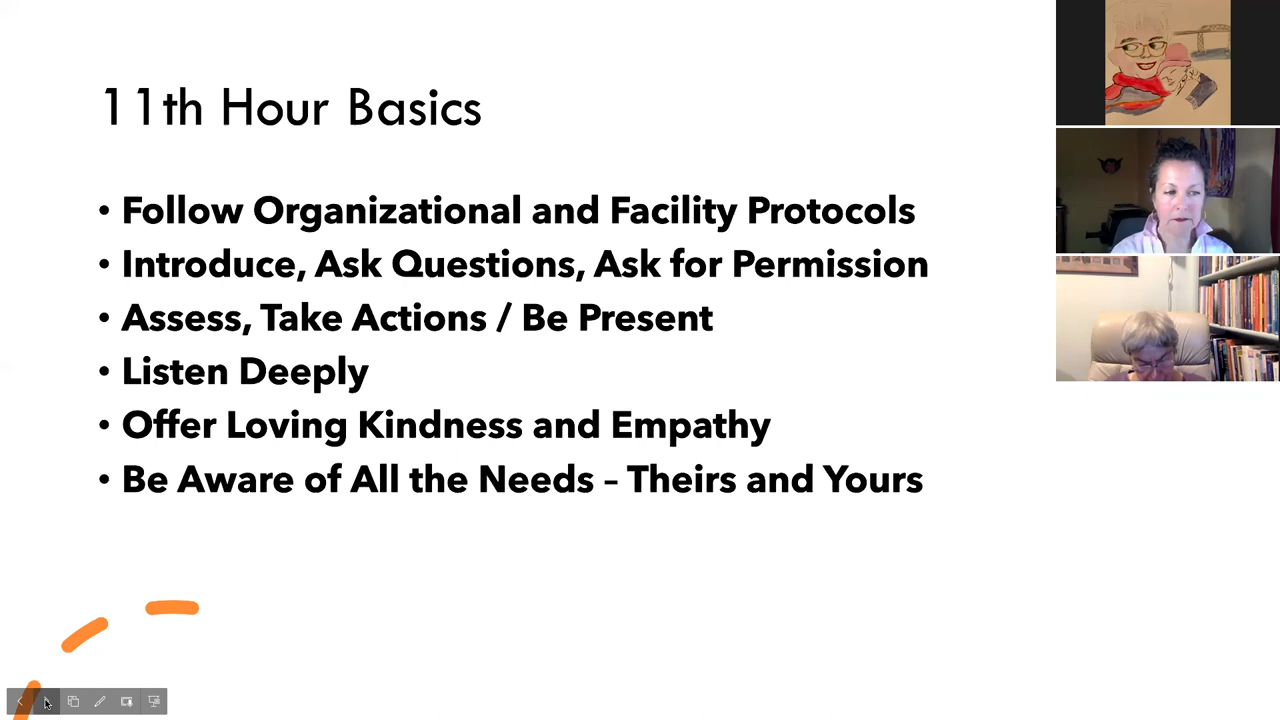 11th Hour Basics
• Follow Organizational and Facility Protocols
• Introduce, Ask Questions, Ask for Permission
• Assess, Take Actions / Be Present
• Listen Deeply
• Offer Loving Kindness and Empathy
• Be Aware of All the Needs – Theirs and Yours